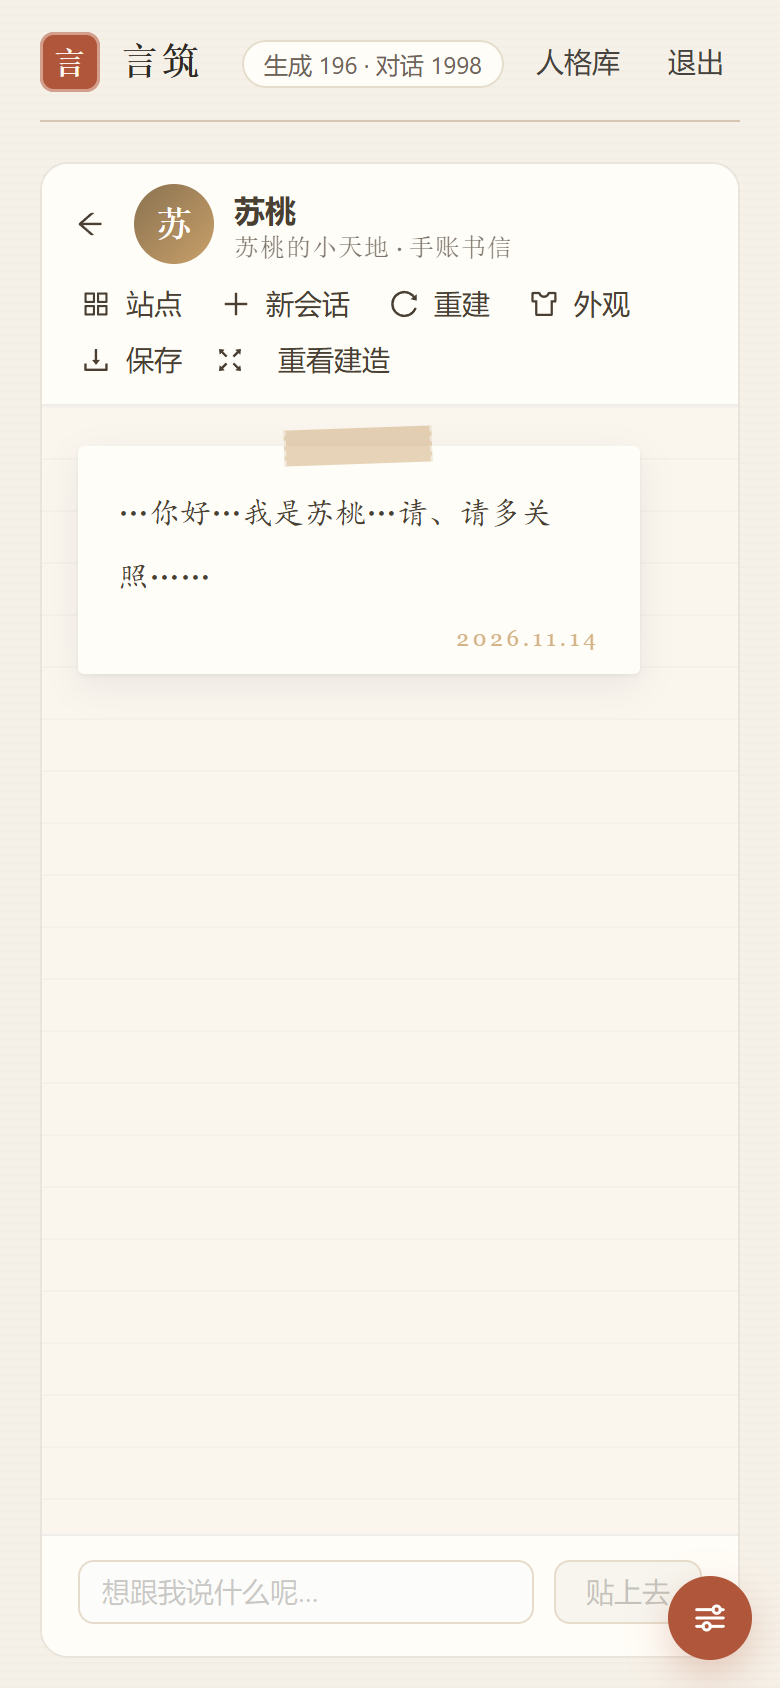 言 言筑 生成 196 · 对话 1998 人格库 退出
苏 苏桃
苏桃的小天地 · 手账书信
站点 新会话 重建 外观
保存 重看建造
…你好…我是苏桃…请、请多关
照……
2026.11.14
想跟我说什么呢... 贴上去